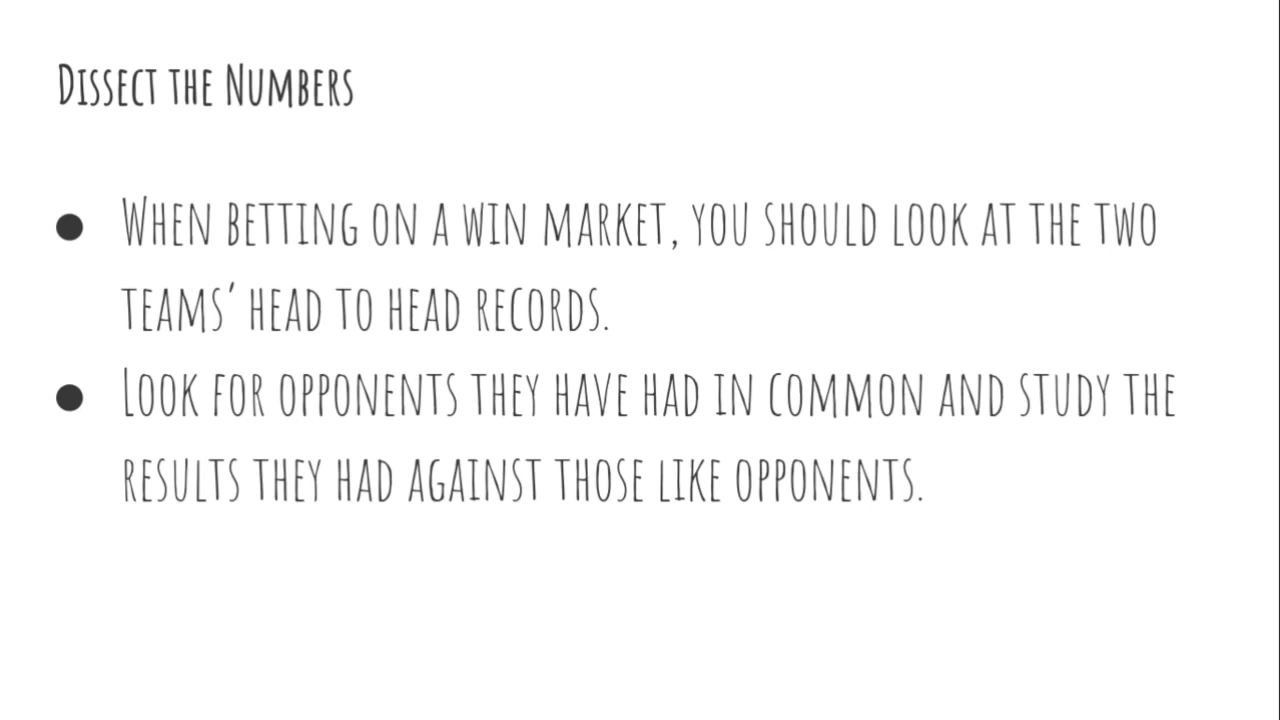 Dissect the Numbers
● When betting on a win market, you should look at the two
teams’ head to head records.
● Look for opponents they have had in common and study the
results they had against those like opponents.